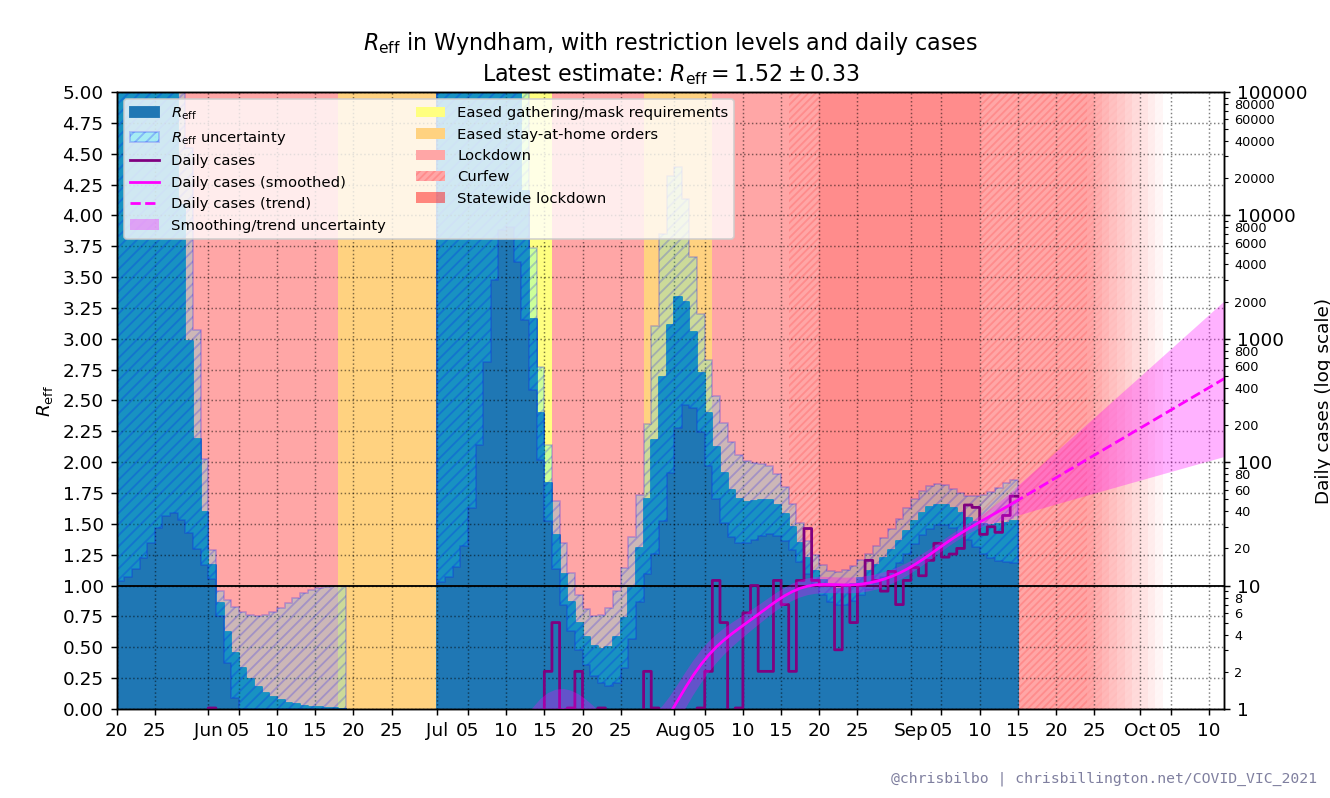 R_eff in Wyndham, with restriction levels and daily cases
Latest estimate: R_eff = 1.52 ± 0.33
R_eff
R_eff uncertainty
Daily cases
Daily cases (smoothed)
Daily cases (trend)
Smoothing/trend uncertainty
Eased gathering/mask requirements
Eased stay-at-home orders
Lockdown
Curfew
Statewide lockdown
5.00
4.75
4.50
4.25
4.00
3.75
3.50
3.25
3.00
2.75
2.50
2.25
2.00
1.75
1.50
1.25
1.00
0.75
0.50
0.25
0.00
R_eff
100000
80000
60000
40000
20000
10000
8000
6000
4000
2000
1000
800
600
400
200
100
80
60
40
20
10
8
6
4
2
1
Daily cases (log scale)
20 25 Jun 05 10 15 20 25 Jul 05 10 15 20 25 Aug 05 10 15 20 25 Sep 05 10 15 20 25 Oct 05 10
@chrisbilbo | chrisbillington.net/COVID_VIC_2021